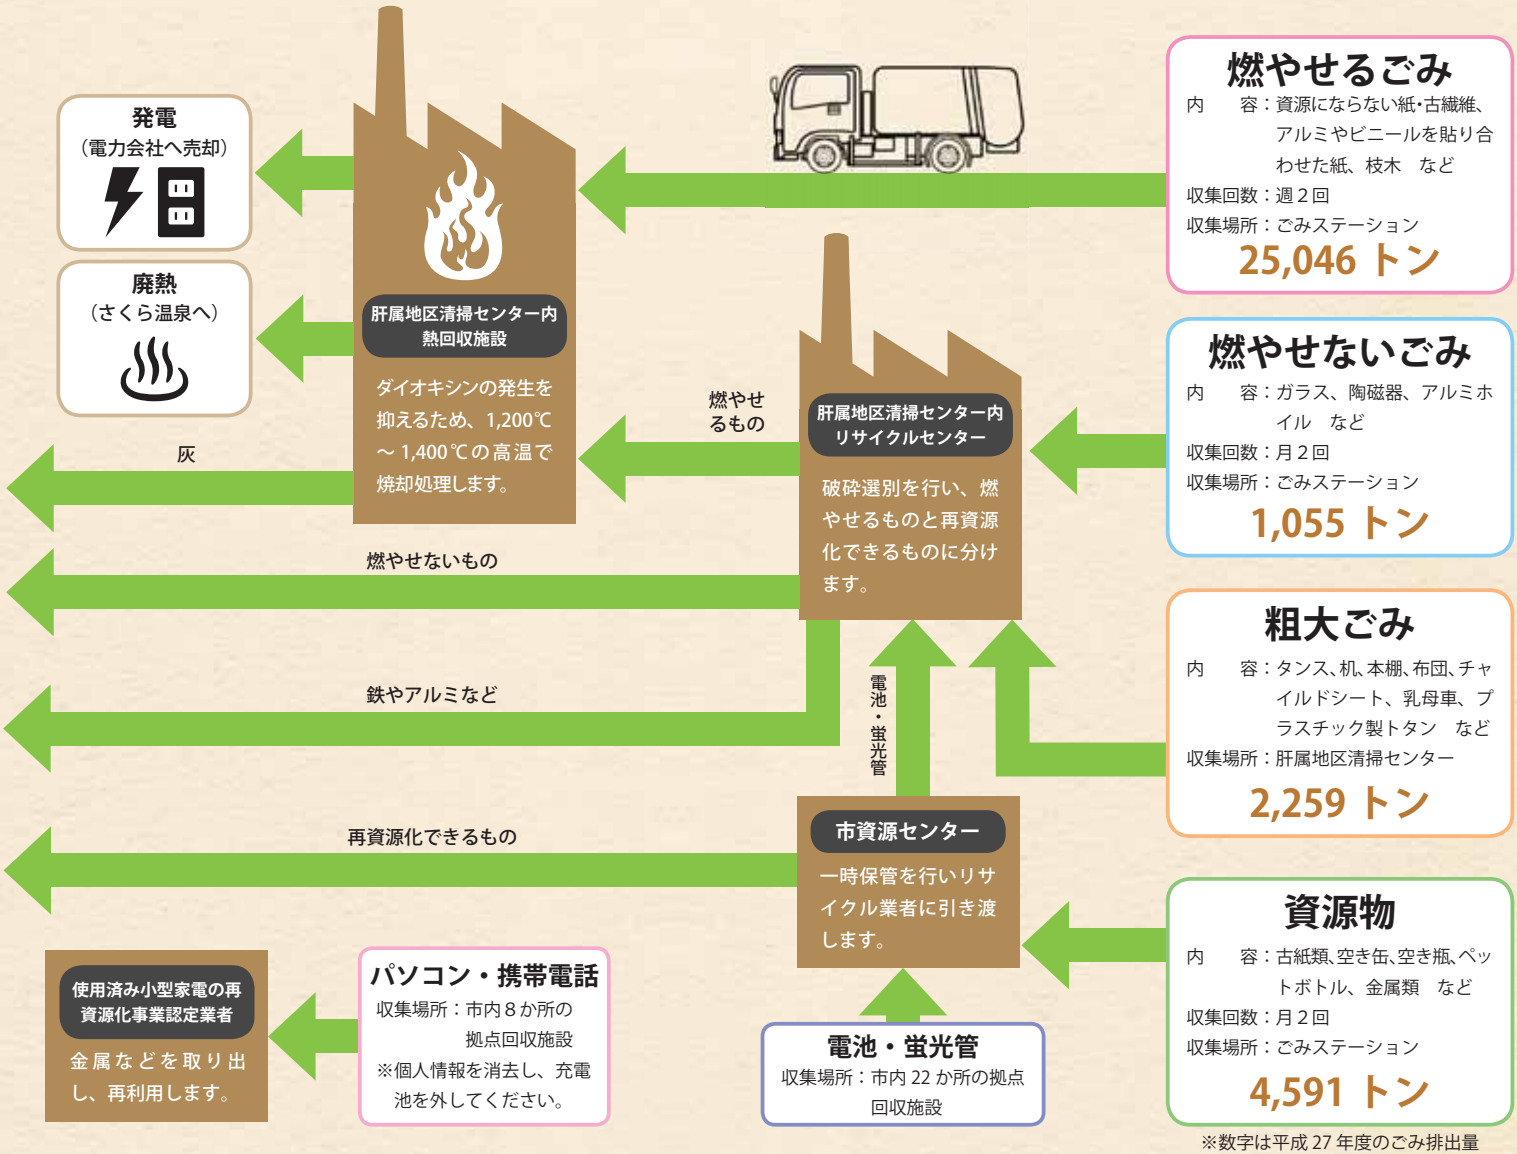 燃やせるごみ
内　　容：資源にならない紙・古繊維、
アルミやビニールを貼り合
わせた紙、枝木　など
収集回数：週２回
収集場所：ごみステーション
25,046 トン
燃やせないごみ
内　　容：ガラス、陶磁器、アルミホ
イル　など
収集回数：月２回
収集場所：ごみステーション
1,055 トン
粗大ごみ
内　　容：タンス、机、本棚、布団、チャ
イルドシート、乳母車、プ
ラスチック製トタン　など
収集場所：肝属地区清掃センター
2,259 トン
資源物
内　　容：古紙類、空き缶、空き瓶、ペッ
トボトル、金属類　など
収集回数：月２回
収集場所：ごみステーション
4,591 トン
※数字は平成 27 年度のごみ排出量
肝属地区清掃センター内
リサイクルセンター
破砕選別を行い、燃
やせるものと再資源
化できるものに分け
ます。
燃やせ
るもの
電池・蛍光管
市資源センター
一時保管を行いリサ
イクル業者に引き渡
します。
電池・蛍光管
収集場所：市内 22 か所の拠点
回収施設
肝属地区清掃センター内
熱回収施設
ダイオキシンの発生を
抑えるため、1,200℃
～ 1,400℃の高温で
焼却処理します。
発電
（電力会社へ売却）
廃熱
（さくら温泉へ）
灰
燃やせないもの
鉄やアルミなど
再資源化できるもの
パソコン・携帯電話
収集場所：市内８か所の
拠点回収施設
※個人情報を消去し、充電
池を外してください。
使用済み小型家電の再
資源化事業認定業者
金属などを取り出
し、再利用します。